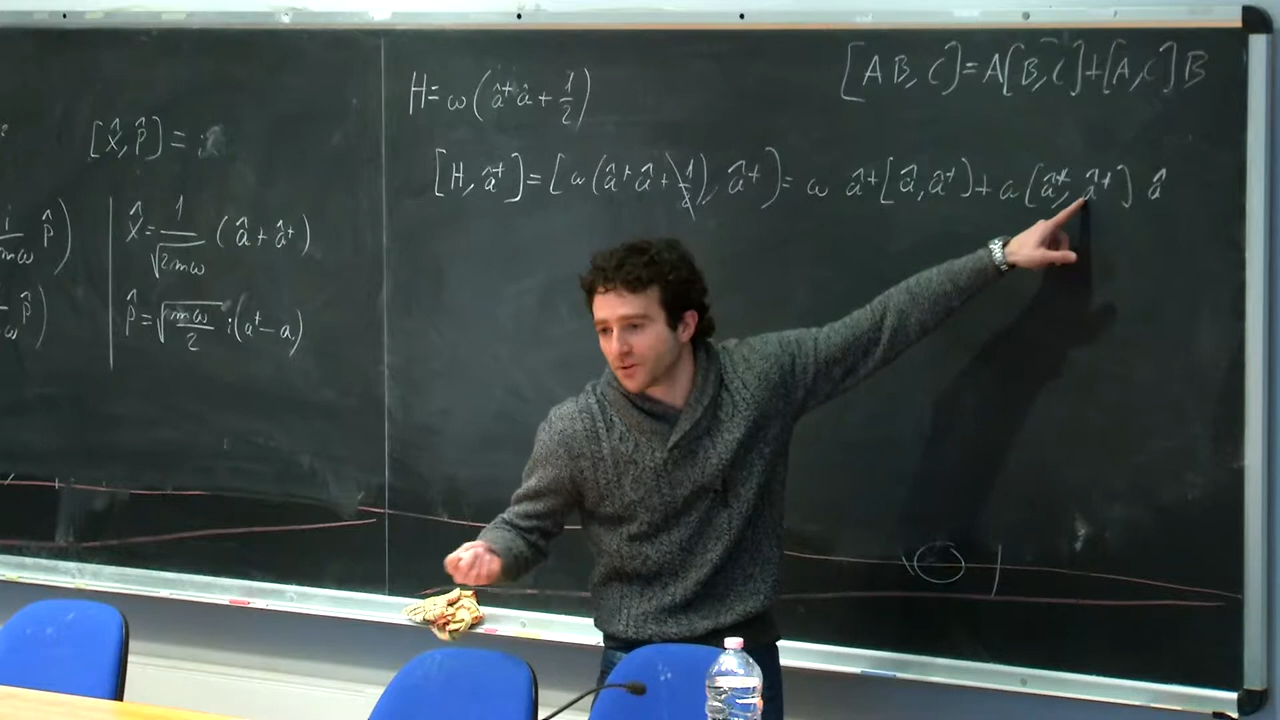 [X̂, P̂] = i
X̂ = 1/√2mω (â + â†)
P̂ = √mω/2 i(a† − a)
H = ω(â†â + 1/2)
[AB, C] = A[B, C] + [A, C]B
[H, â†] = [ω(â†â + 1/2), â†] = ω â†[â, a†] + ω[â†, â†] â